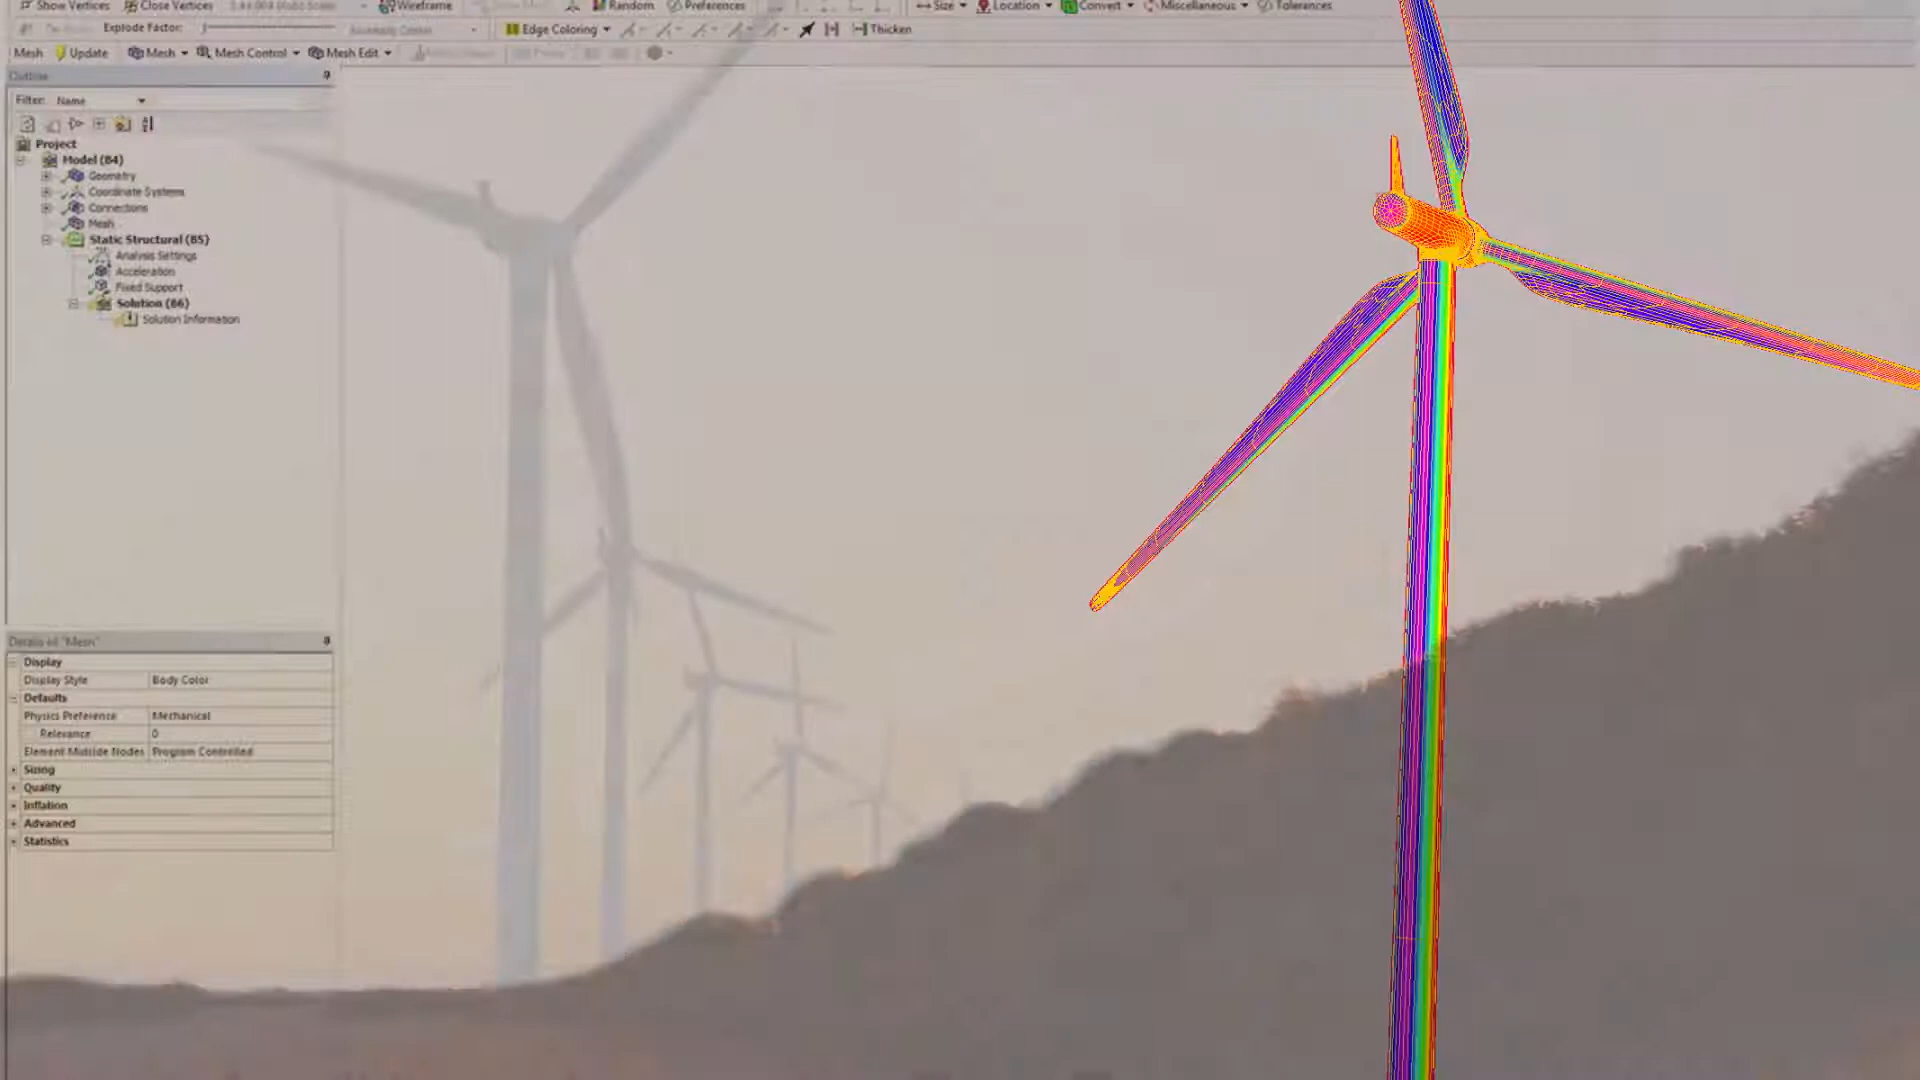 Show Vertices Close Vertices Wireframe Random Preferences Size Location Convert Miscellaneous Tolerances
Explode Factor: Edge Coloring Thicken
Mesh Update Mesh Mesh Control Mesh Edit
Outline
Filter: Name
Project
Model (B4)
Geometry
Coordinate Systems
Connections
Mesh
Static Structural (B5)
Analysis Settings
Acceleration
Fixed Support
Solution (B6)
Solution Information
Details of "Mesh"
Display
Display Style Body Color
Defaults
Physics Preference Mechanical
Relevance 0
Element Midside Nodes Program Controlled
Sizing
Quality
Inflation
Advanced
Statistics